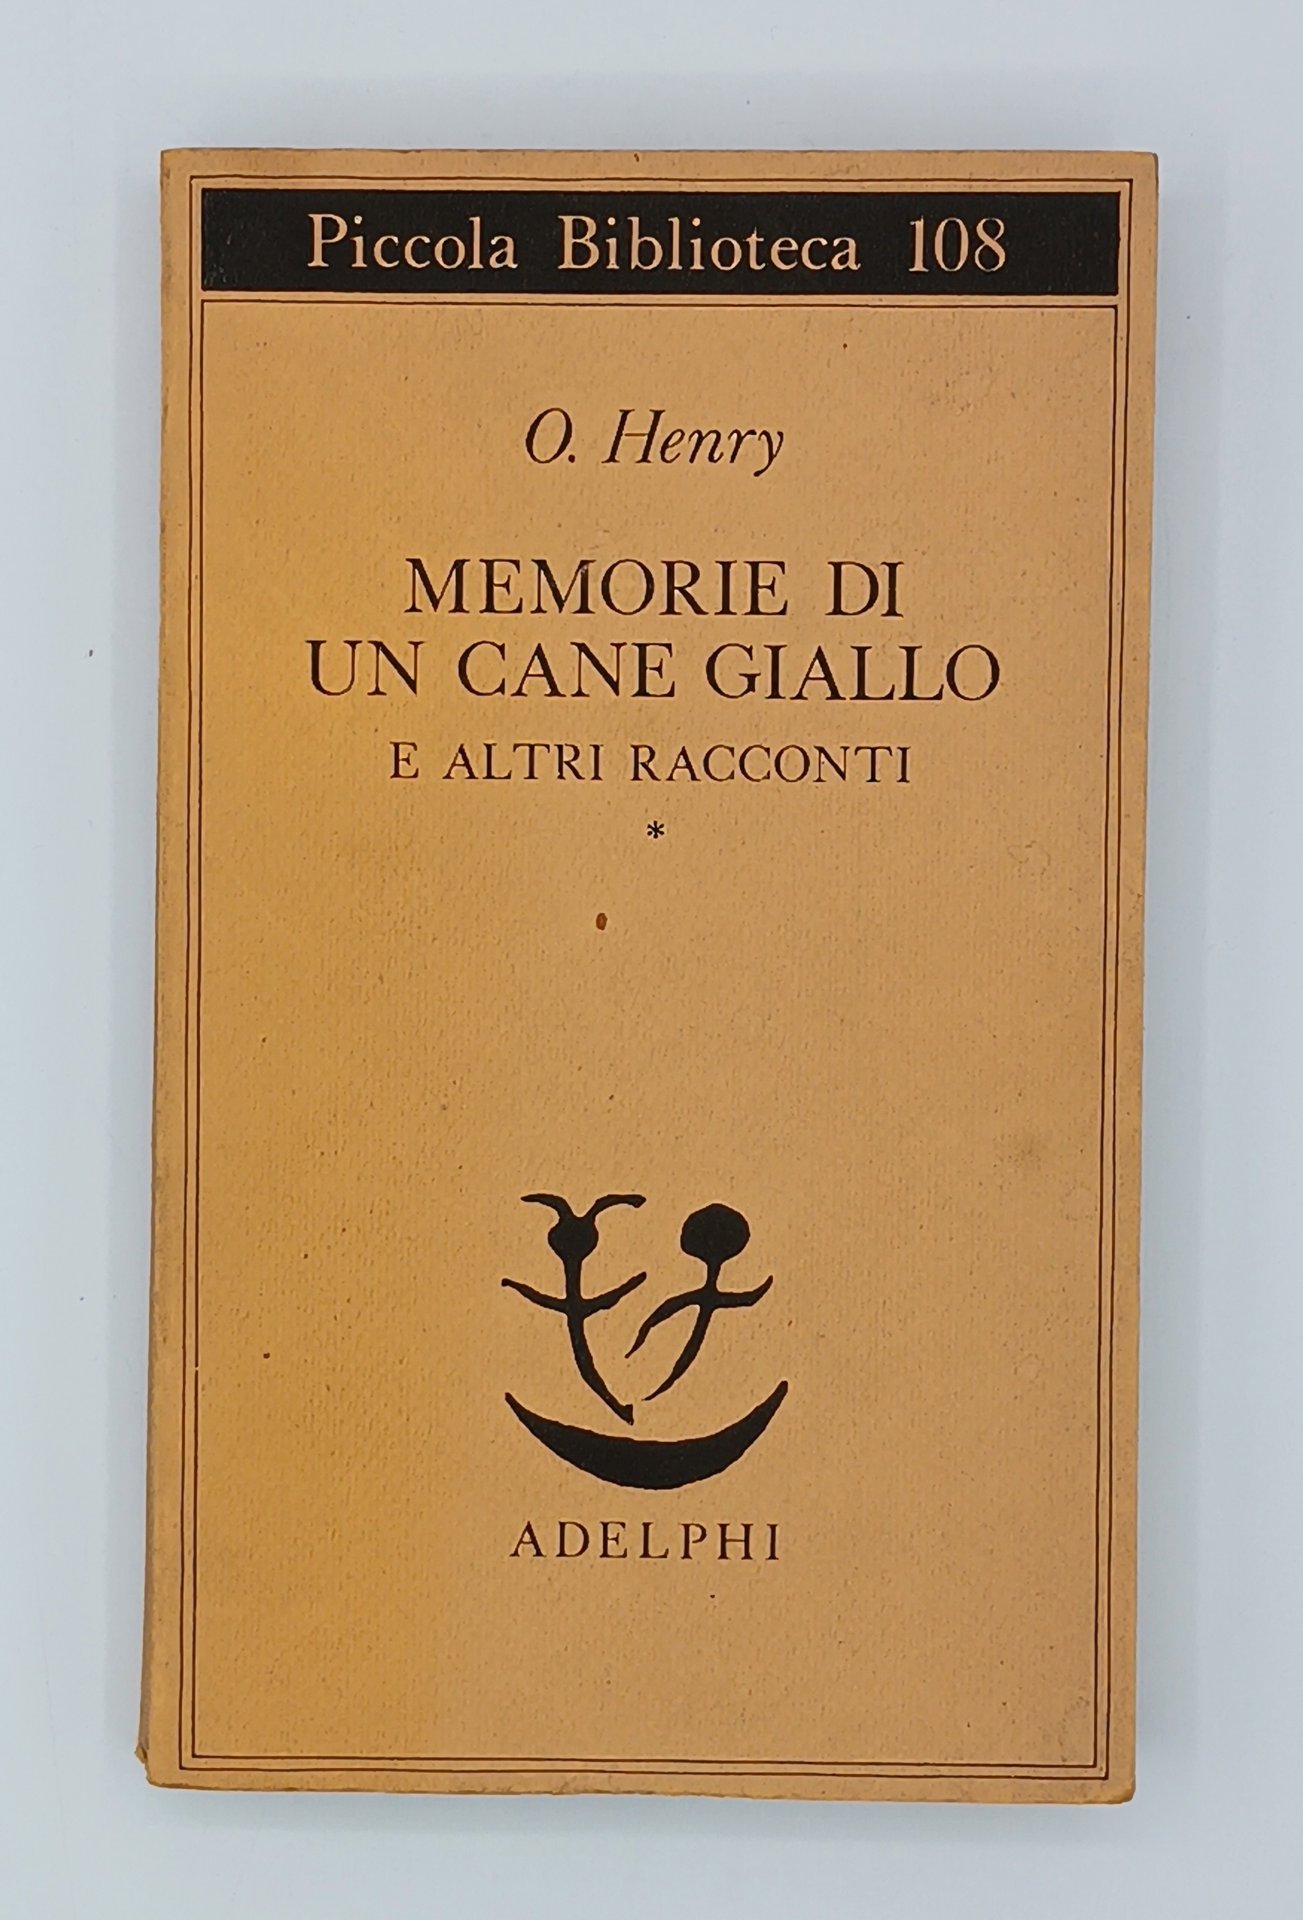 Piccola Biblioteca 108
O. Henry
MEMORIE DI
UN CANE GIALLO
E ALTRI RACCONTI
*
ADELPHI